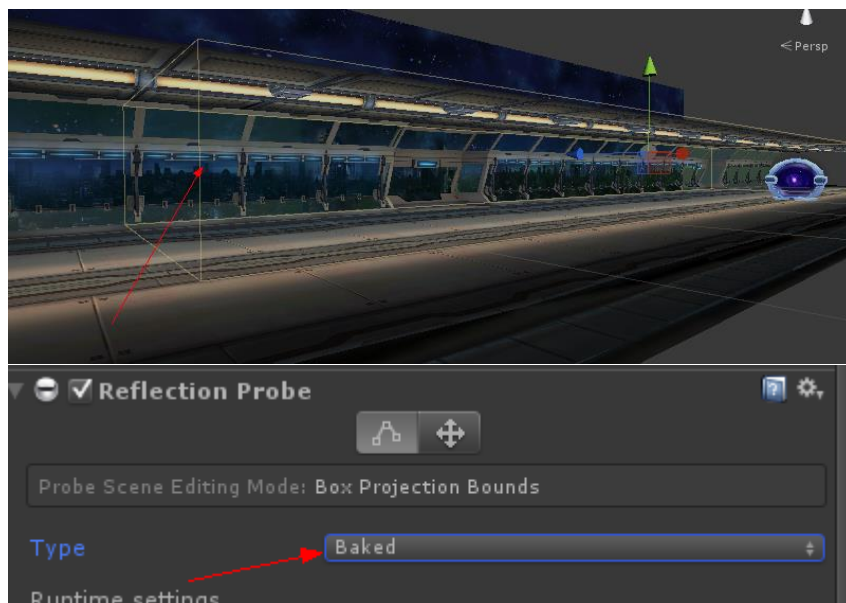 Persp
Reflection Probe
Probe Scene Editing Mode: Box Projection Bounds
Type
Baked
Runtime settings